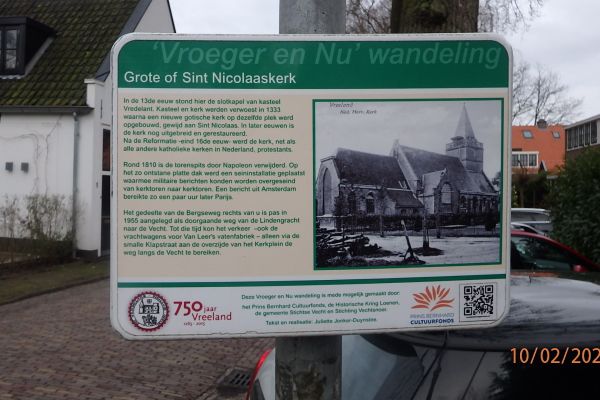 'Vroeger en Nu' wandeling
Grote of Sint Nicolaaskerk
In de 13de eeuw stond hier de slotkapel van kasteel
Vredelant. Kasteel en kerk werden verwoest in 1333
waarna een nieuwe gotische kerk op dezelfde plek werd
opgebouwd, gewijd aan Sint Nicolaas. In later eeuwen is
de kerk nog uitgebreid en gerestaureerd.
Na de Reformatie -eind 16de eeuw- werd de kerk, net als
alle andere katholieke kerken in Nederland, protestants.
Rond 1810 is de torenspits door Napoleon verwijderd. Op
het zo ontstane platte dak werd een seininstallatie geplaatst
waarmee militaire berichten konden worden overgeseind
van kerktoren naar kerktoren. Een bericht uit Amsterdam
bereikte zo een paar uur later Parijs.
Het gedeelte van de Bergseweg rechts van u is pas in
1955 aangelegd als doorgaande weg van de Lindengracht
naar de Vecht. Tot die tijd kon het verkeer -ook de
vrachtwagens voor Van Leer's vatenfabriek - alleen via de
smalle Klapstraat aan de overzijde van het Kerkplein de
weg langs de Vecht te bereiken.
Vreeland
Ned. Herv. Kerk
750 jaar
Vreeland
1265 - 2015
Deze Vroeger en Nu wandeling is mede mogelijk gemaakt door:
het Prins Bernhard Cultuurfonds, de Historische Kring Loenen,
de gemeente Stichtse Vecht en Stichting Vechtsnoer.
Tekst en realisatie: Juliette Jonker-Duynstee.
PRINS BERNHARD
CULTUURFONDS
10/02/202